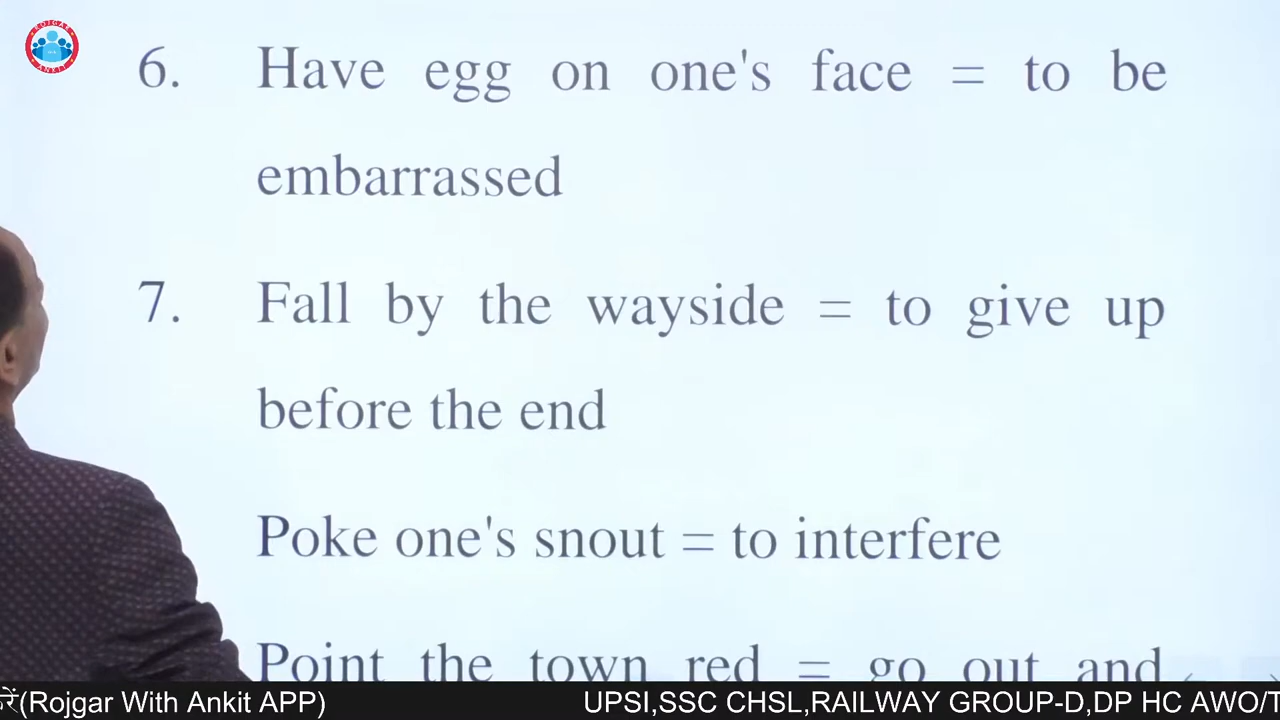 ROJGAR
ANKIT
6. Have egg on one's face = to be
embarrassed
7. Fall by the wayside = to give up
before the end
Poke one's snout = to interfere
Point the town red = go out and
रें(Rojgar With Ankit APP) UPSI,SSC CHSL,RAILWAY GROUP-D,DP HC AWO/T